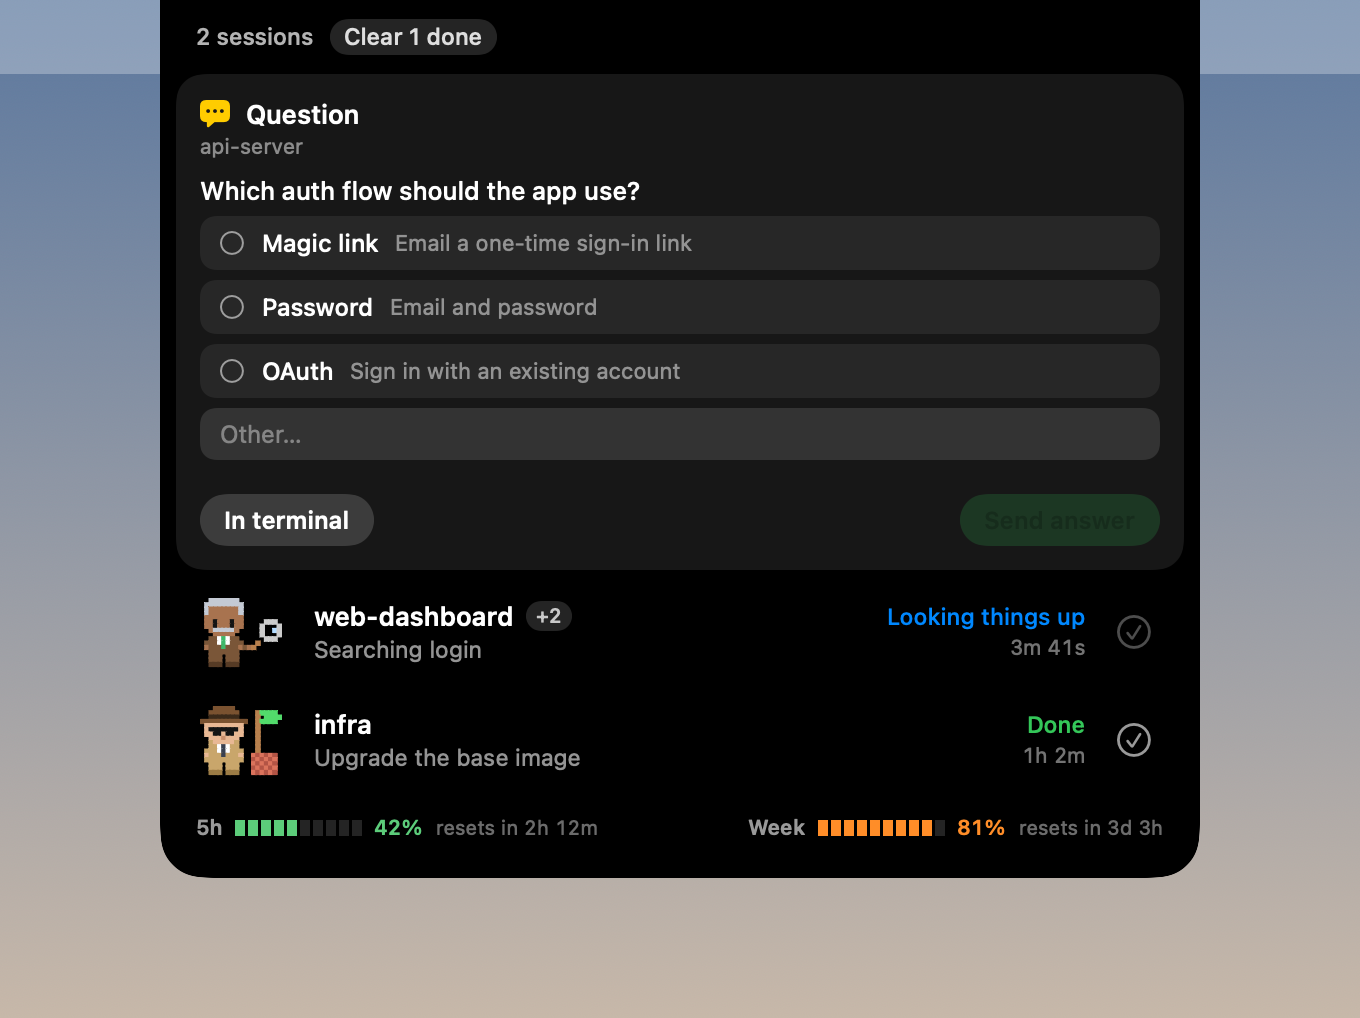 2 sessions Clear 1 done
Question
api-server
Which auth flow should the app use?
Magic link Email a one-time sign-in link
Password Email and password
OAuth Sign in with an existing account
Other...
In terminal Send answer
web-dashboard +2 Looking things up
Searching login 3m 41s
infra Done
Upgrade the base image 1h 2m
5h 42% resets in 2h 12m Week 81% resets in 3d 3h